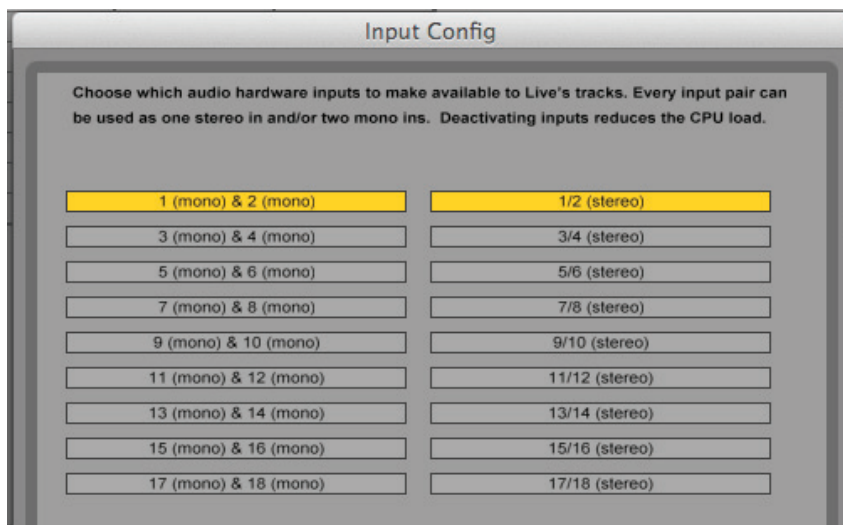 Input Config
Choose which audio hardware inputs to make available to Live's tracks. Every input pair can
be used as one stereo in and/or two mono ins.  Deactivating inputs reduces the CPU load.
1 (mono) & 2 (mono) 1/2 (stereo)
3 (mono) & 4 (mono) 3/4 (stereo)
5 (mono) & 6 (mono) 5/6 (stereo)
7 (mono) & 8 (mono) 7/8 (stereo)
9 (mono) & 10 (mono) 9/10 (stereo)
11 (mono) & 12 (mono) 11/12 (stereo)
13 (mono) & 14 (mono) 13/14 (stereo)
15 (mono) & 16 (mono) 15/16 (stereo)
17 (mono) & 18 (mono) 17/18 (stereo)